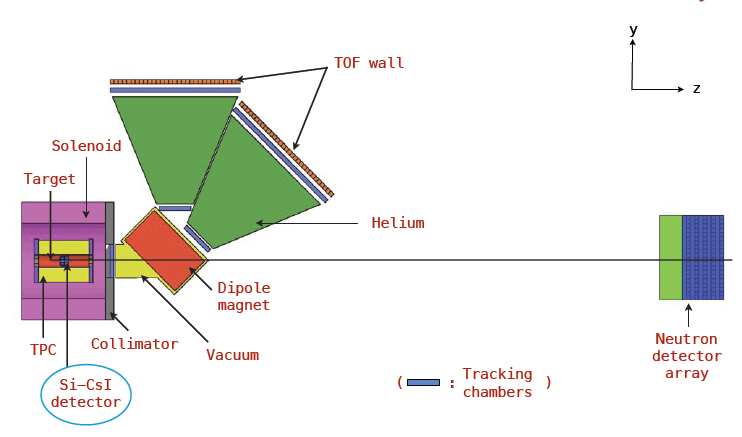 TOF wall
y
z
Solenoid
Target
Helium
Dipole
magnet
TPC
Collimator
Vacuum
Si–CsI
detector
( : Tracking
chambers )
Neutron
detector
array